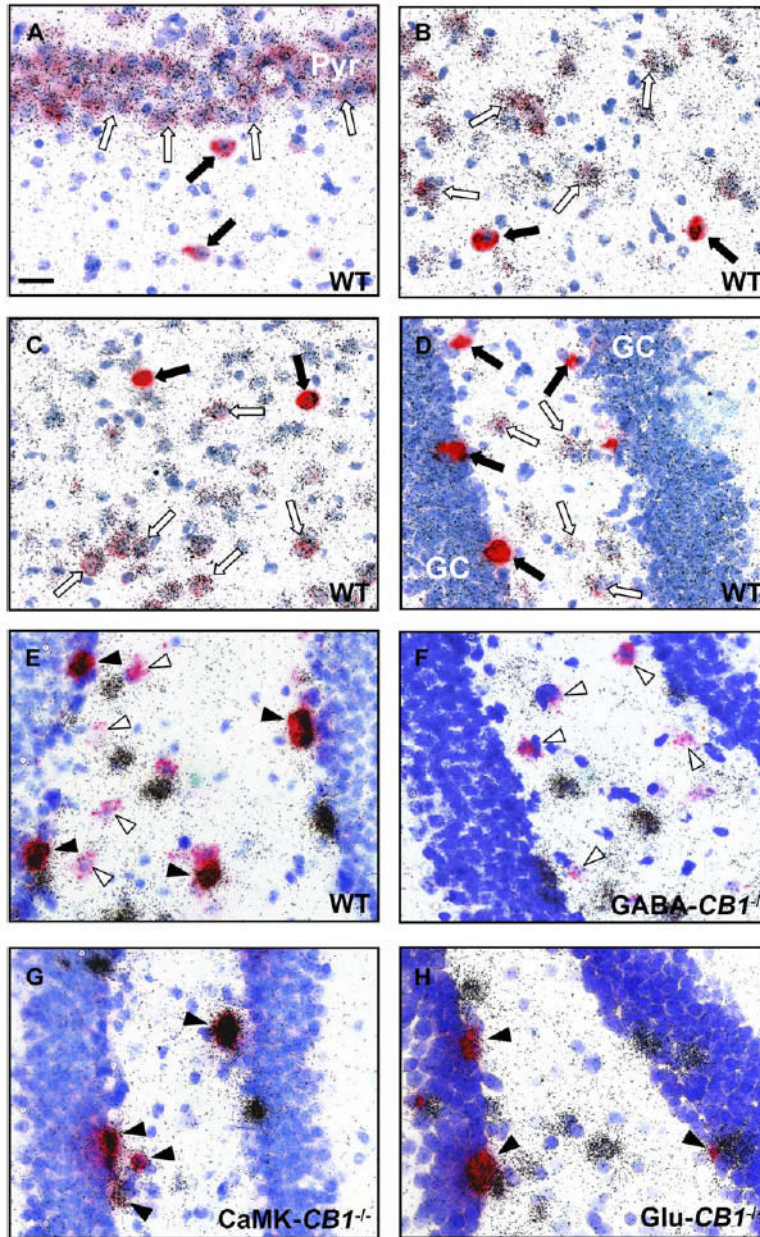 A
Pyr
WT
B
WT
C
WT
D
GC
GC
WT
E
WT
F
GABA-CB1-/-
G
CaMK-CB1-/-
H
Glu-CB1-/-